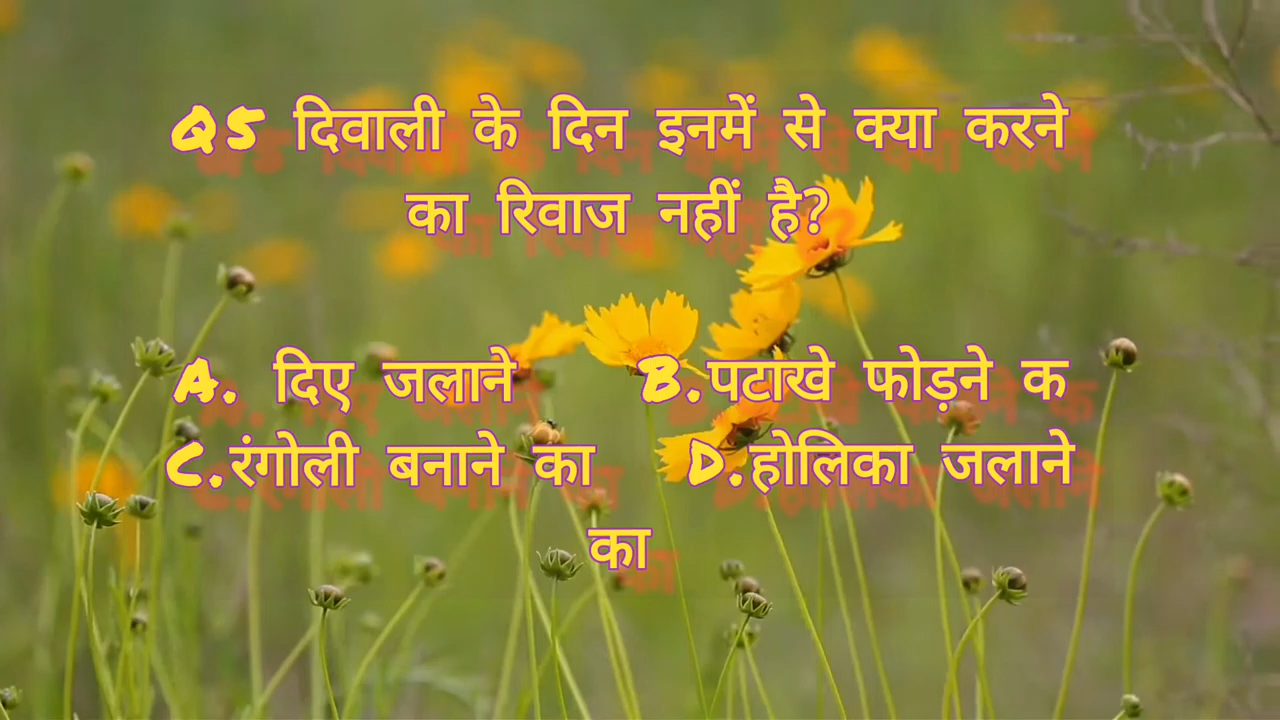 Q5 दिवाली के दिन इनमें से क्या करने
का रिवाज नहीं है?
A. दिए जलाने B.पटाखे फोड़ने क
C.रंगोली बनाने का D.होलिका जलाने
का